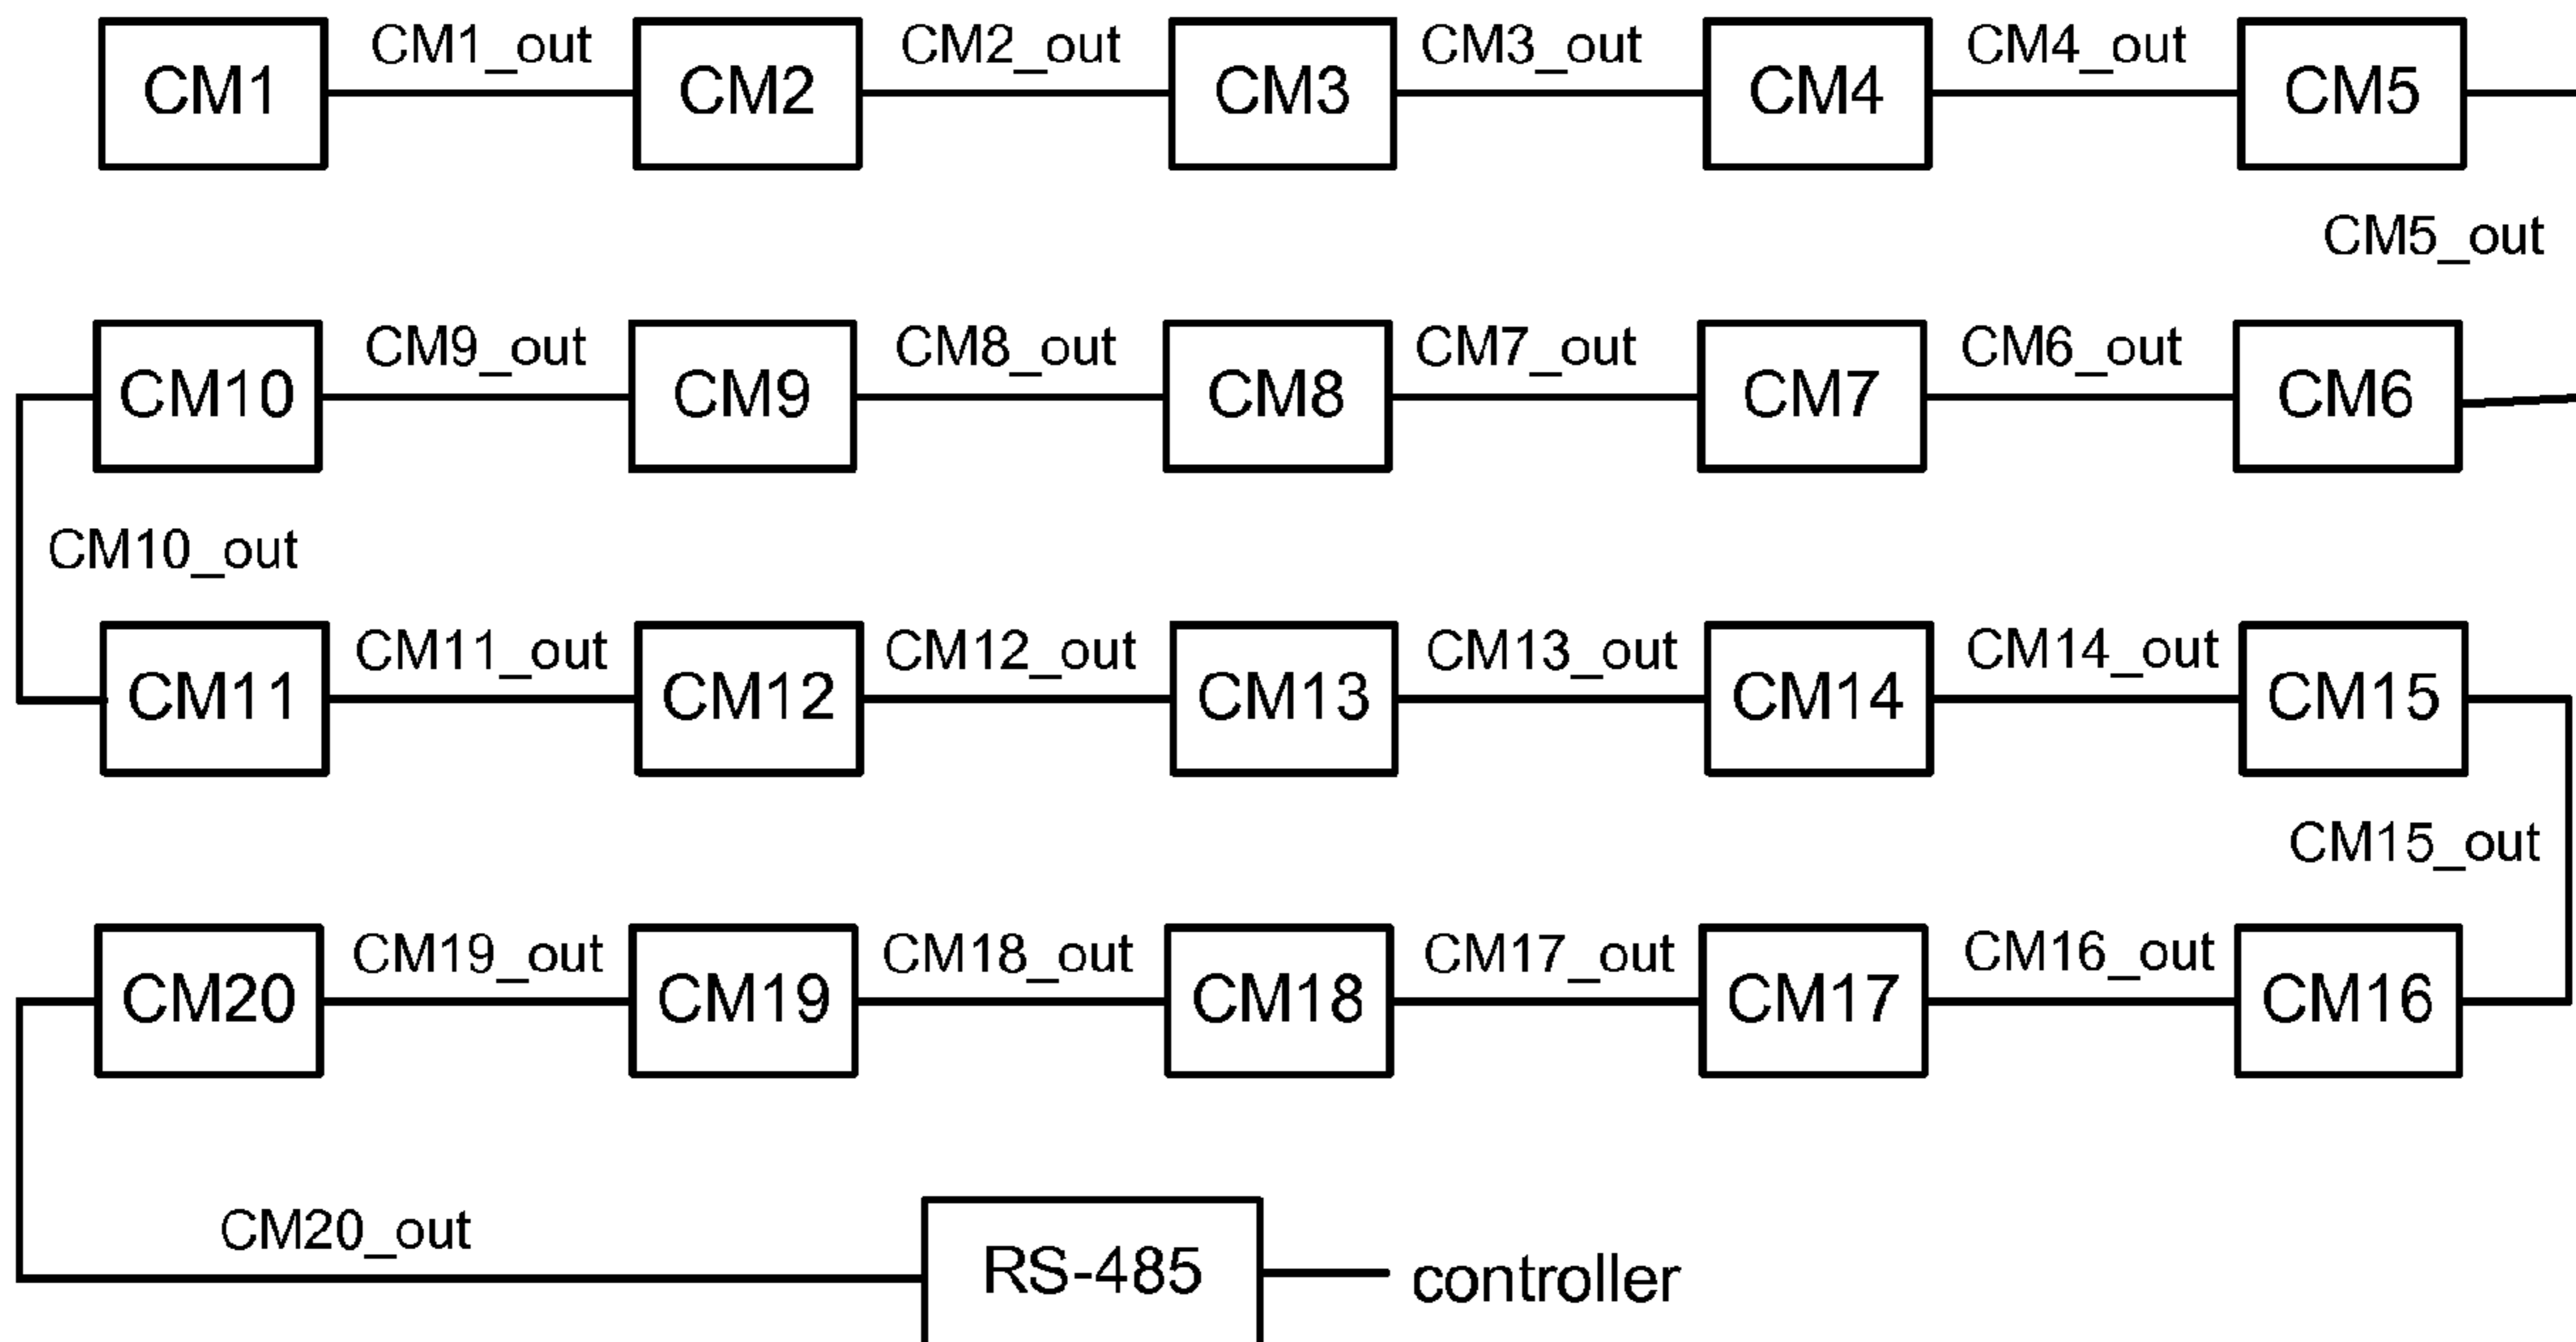 CM1 CM1_out CM2 CM2_out CM3 CM3_out CM4 CM4_out CM5
CM5_out
CM10 CM9_out CM9 CM8_out CM8 CM7_out CM7 CM6_out CM6
CM10_out
CM11 CM11_out CM12 CM12_out CM13 CM13_out CM14 CM14_out CM15
CM15_out
CM20 CM19_out CM19 CM18_out CM18 CM17_out CM17 CM16_out CM16
CM20_out RS-485 controller